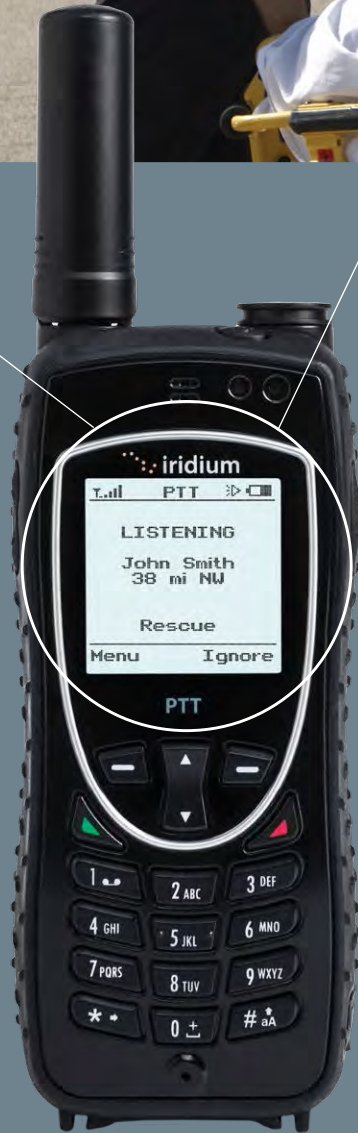 iridium
PTT
LISTENING
John Smith
38 mi NW
Rescue
Menu Ignore
PTT
1
2 ABC 3 DEF
4 GHI 5 JKL 6 MNO
7 PQRS 8 TUV 9 WXYZ
* 0 + # aA